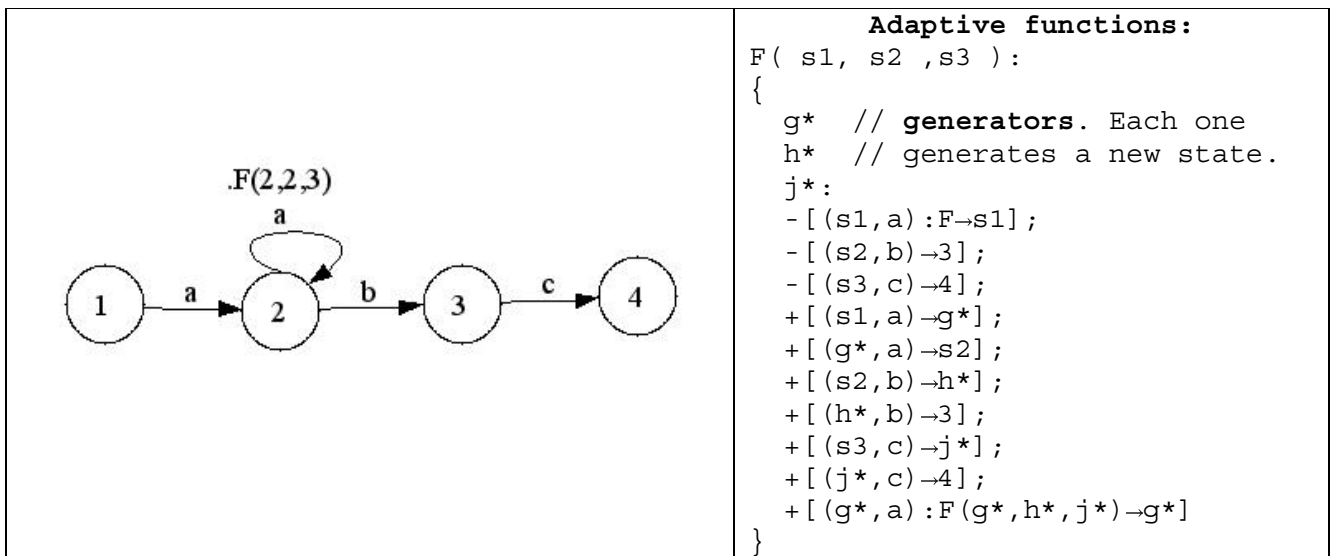 .F(2,2,3)
a
1 a 2 b 3 c 4
Adaptive functions:
F( s1, s2 ,s3 ):
{
g* // generators. Each one
h* // generates a new state.
j*:
-[(s1,a):F→s1];
-[(s2,b)→3];
-[(s3,c)→4];
+[(s1,a)→g*];
+[(g*,a)→s2];
+[(s2,b)→h*];
+[(h*,b)→3];
+[(s3,c)→j*];
+[(j*,c)→4];
+[(g*,a):F(g*,h*,j*)→g*]
}